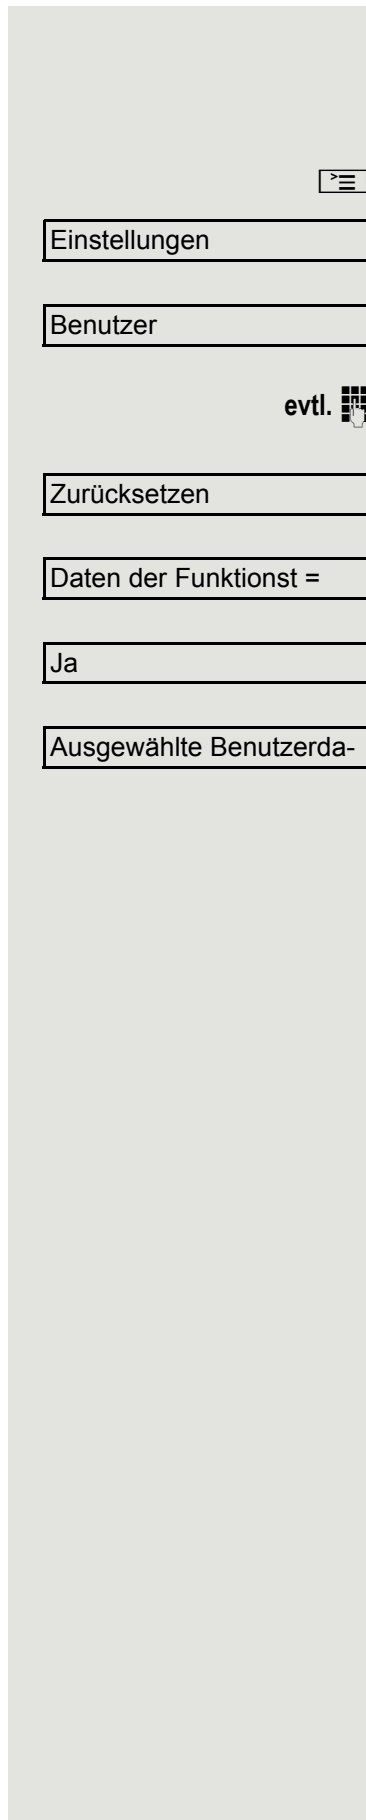 Einstellungen
Benutzer
evtl.
Zurücksetzen
Daten der Funktionst =
Ja
Ausgewählte Benutzerda-